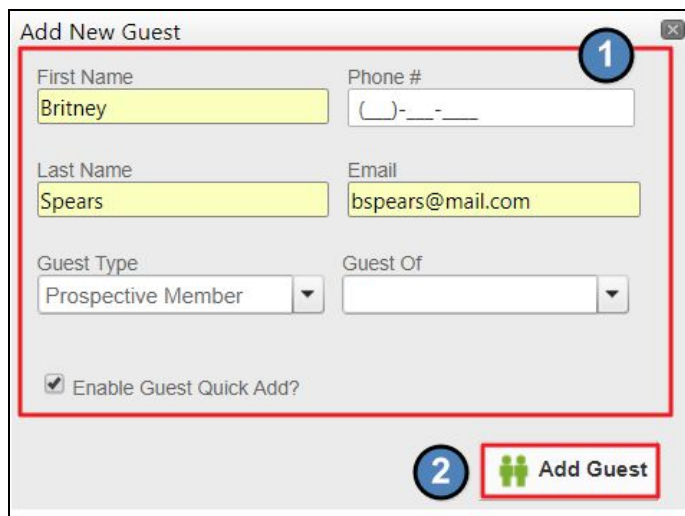 Add New Guest
1
First Name Phone #
Britney (__)-___-____
Last Name Email
Spears bspears@mail.com
Guest Type Guest Of
Prospective Member
Enable Guest Quick Add?
2 Add Guest